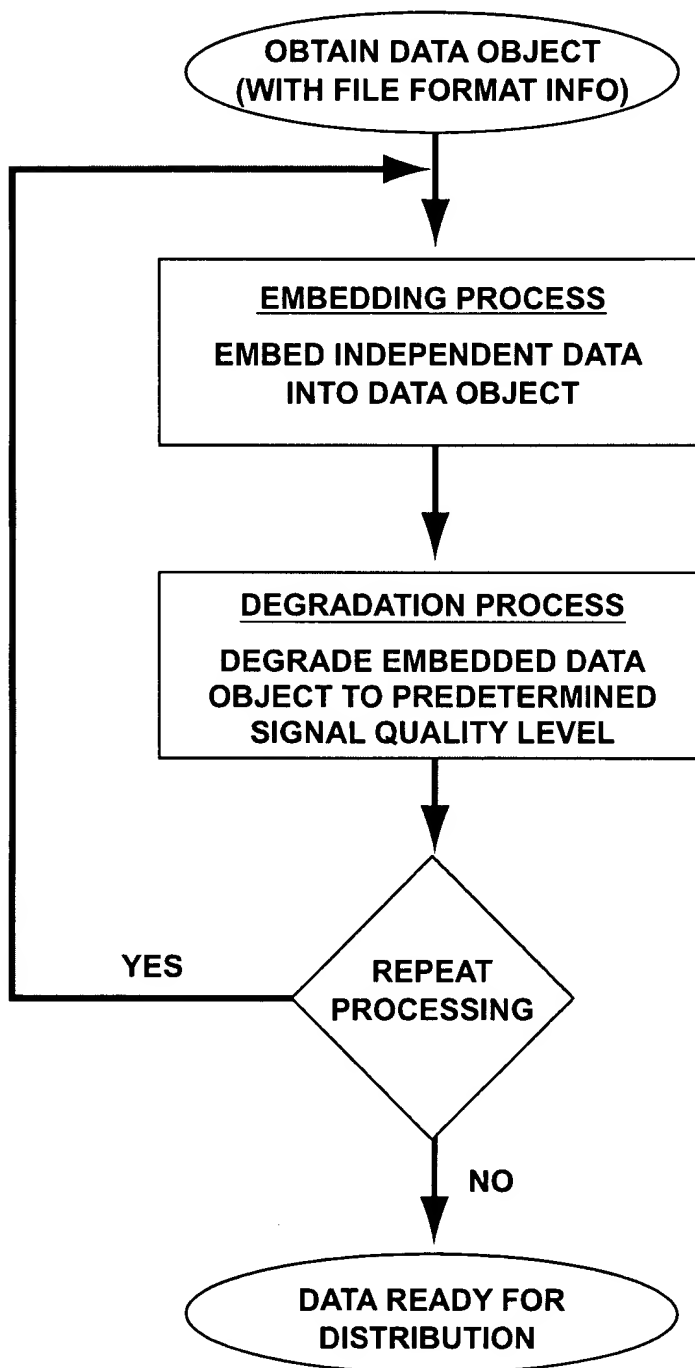 OBTAIN DATA OBJECT
(WITH FILE FORMAT INFO)
EMBEDDING PROCESS
EMBED INDEPENDENT DATA
INTO DATA OBJECT
DEGRADATION PROCESS
DEGRADE EMBEDDED DATA
OBJECT TO PREDETERMINED
SIGNAL QUALITY LEVEL
YES
REPEAT
PROCESSING
NO
DATA READY FOR
DISTRIBUTION